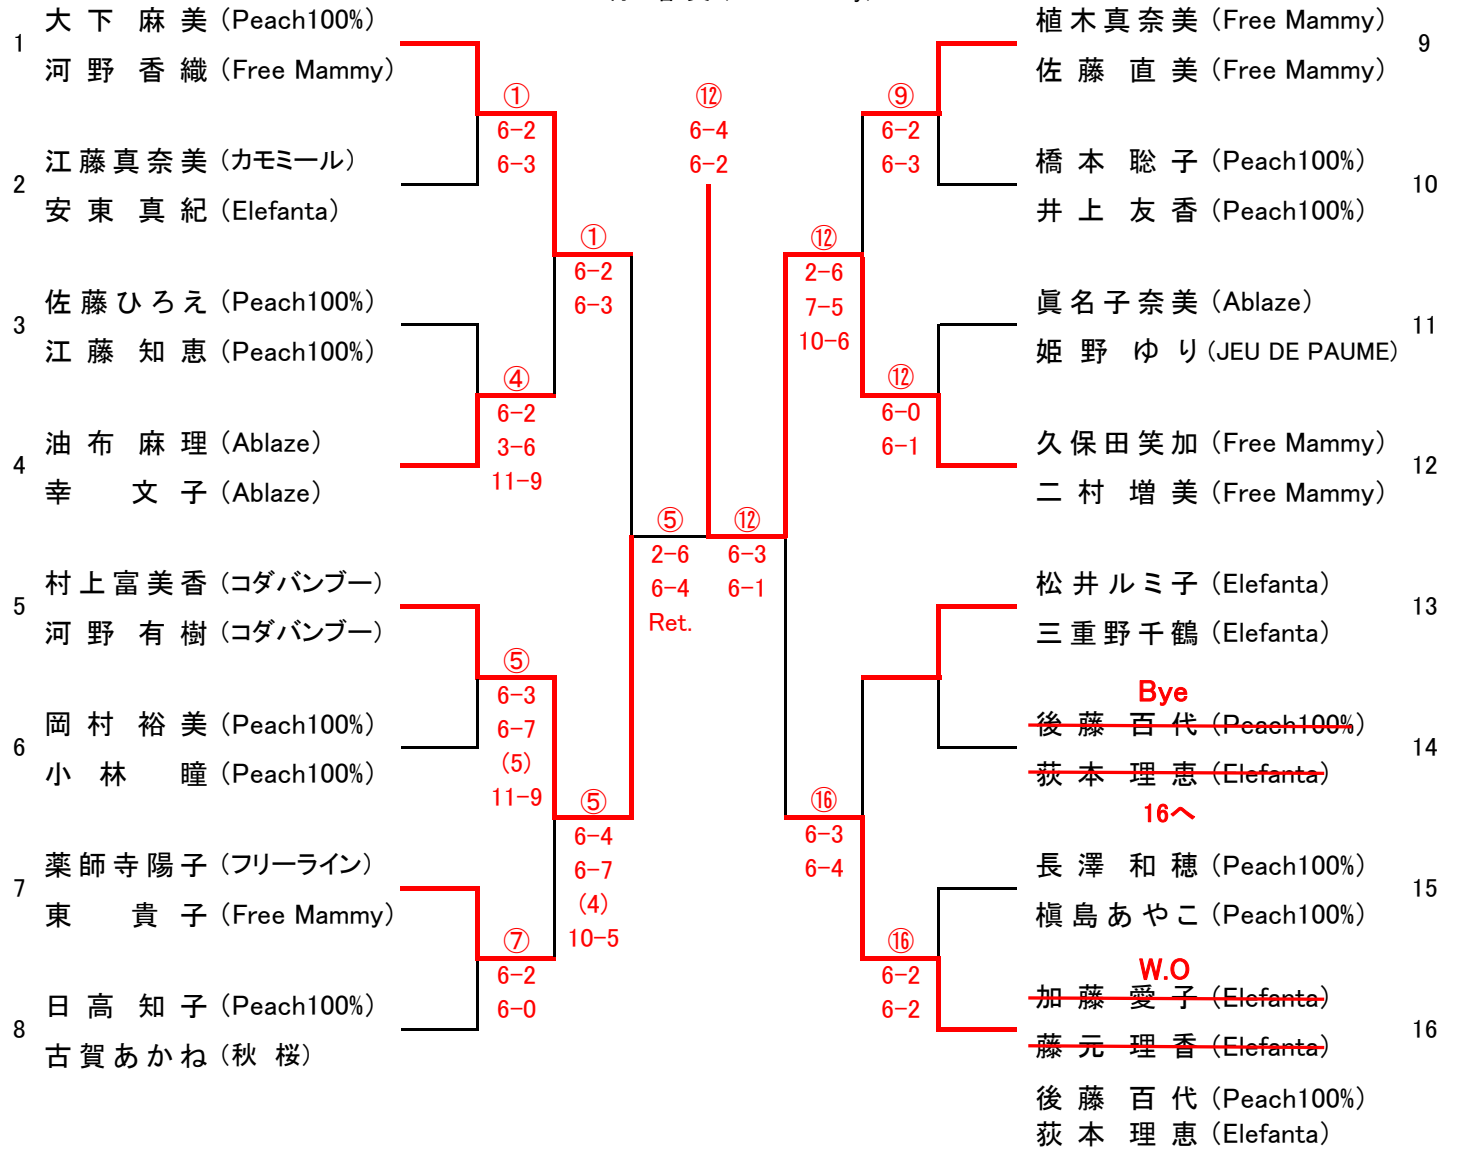 大下麻美（Peach100%）
1
河野香織（Free Mammy）
①
6-2
6-3
江藤真奈美（カモミール）
2
安東真紀（Elefanta）
①
6-2
6-3
佐藤ひろえ（Peach100%）
3
江藤知恵（Peach100%）
④
6-2
3-6
11-9
油布麻理（Ablaze）
4
幸文子（Ablaze）
⑤
2-6
6-4
Ret.
村上富美香（コダバンブー）
5
河野有樹（コダバンブー）
⑤
6-3
6-7
(5)
11-9
岡村裕美（Peach100%）
6
小林瞳（Peach100%）
⑤
6-4
6-7
(4)
10-5
薬師寺陽子（フリーライン）
7
東貴子（Free Mammy）
⑦
6-2
6-0
日高知子（Peach100%）
8
古賀あかね（秋桜）
⑫
6-4
6-2
⑫
6-3
6-1
植木真奈美（Free Mammy）
9
佐藤直美（Free Mammy）
⑨
6-2
6-3
橋本聡子（Peach100%）
10
井上友香（Peach100%）
⑫
2-6
7-5
10-6
眞名子奈美（Ablaze）
11
姫野ゆり（JEU DE PAUME）
⑫
6-0
6-1
久保田笑加（Free Mammy）
12
二村増美（Free Mammy）
松井ルミ子（Elefanta）
13
三重野千鶴（Elefanta）
Bye
後藤百代（Peach100%）
14
荻本理恵（Elefanta）
16へ
⑯
6-3
6-4
長澤和穂（Peach100%）
15
槇島あやこ（Peach100%）
⑯
6-2
6-2
W.O
加藤愛子（Elefanta）
16
藤元理香（Elefanta）
後藤百代（Peach100%）
荻本理恵（Elefanta）